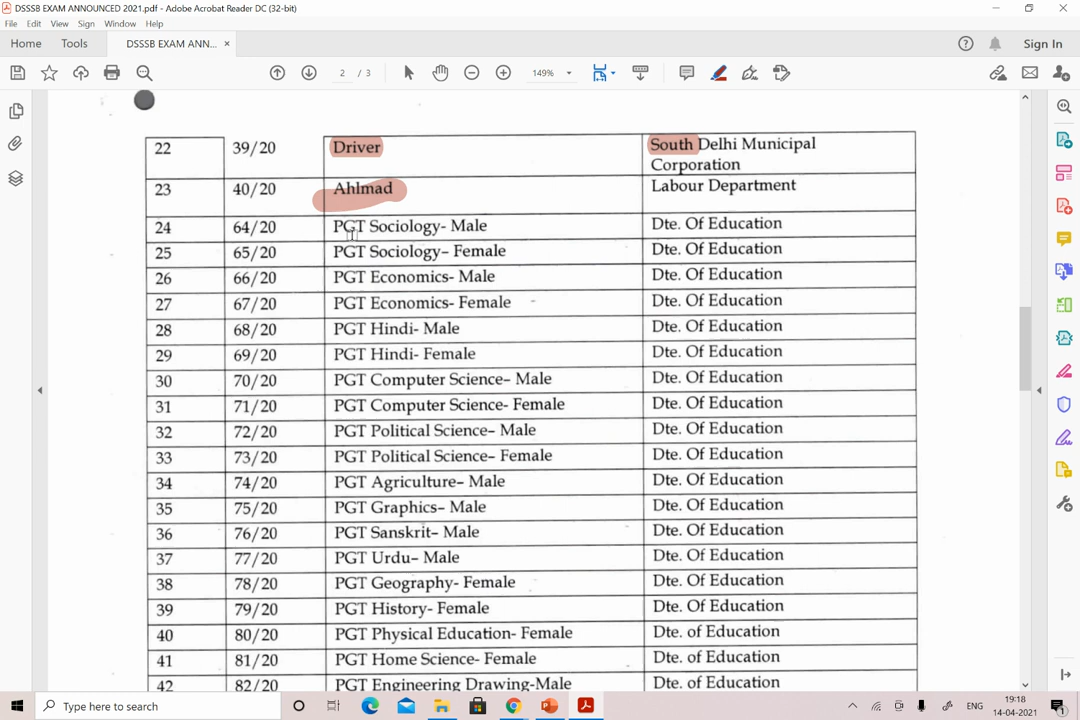 DSSSB EXAM ANNOUNCED 2021.pdf - Adobe Acrobat Reader DC (32-bit)
File Edit View Sign Window Help
Home Tools DSSSB EXAM ANN... × Sign In
2 / 3 149%
22 39/20 Driver South Delhi Municipal
Corporation
23 40/20 Ahlmad Labour Department
24 64/20 PGT Sociology- Male Dte. Of Education
25 65/20 PGT Sociology– Female Dte. Of Education
26 66/20 PGT Economics- Male Dte. Of Education
27 67/20 PGT Economics- Female Dte. Of Education
28 68/20 PGT Hindi- Male Dte. Of Education
29 69/20 PGT Hindi- Female Dte. Of Education
30 70/20 PGT Computer Science– Male Dte. Of Education
31 71/20 PGT Computer Science- Female Dte. Of Education
32 72/20 PGT Political Science– Male Dte. Of Education
33 73/20 PGT Political Science– Female Dte. Of Education
34 74/20 PGT Agriculture– Male Dte. Of Education
35 75/20 PGT Graphics– Male Dte. Of Education
36 76/20 PGT Sanskrit– Male Dte. Of Education
37 77/20 PGT Urdu– Male Dte. Of Education
38 78/20 PGT Geography- Female Dte. Of Education
39 79/20 PGT History- Female Dte. Of Education
40 80/20 PGT Physical Education- Female Dte. of Education
41 81/20 PGT Home Science- Female Dte. of Education
42 82/20 PGT Engineering Drawing-Male Dte. of Education
Type here to search
ENG
19:18
14-04-2021